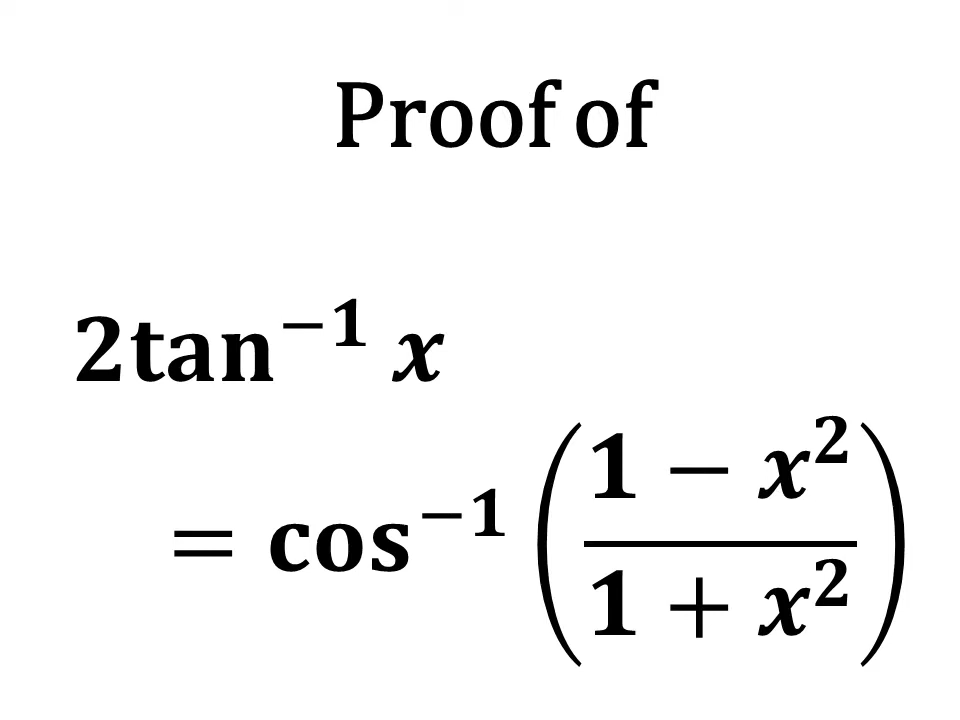 Proof of
2tan⁻¹ x
= cos⁻¹ ((1 − x²)/(1 + x²))